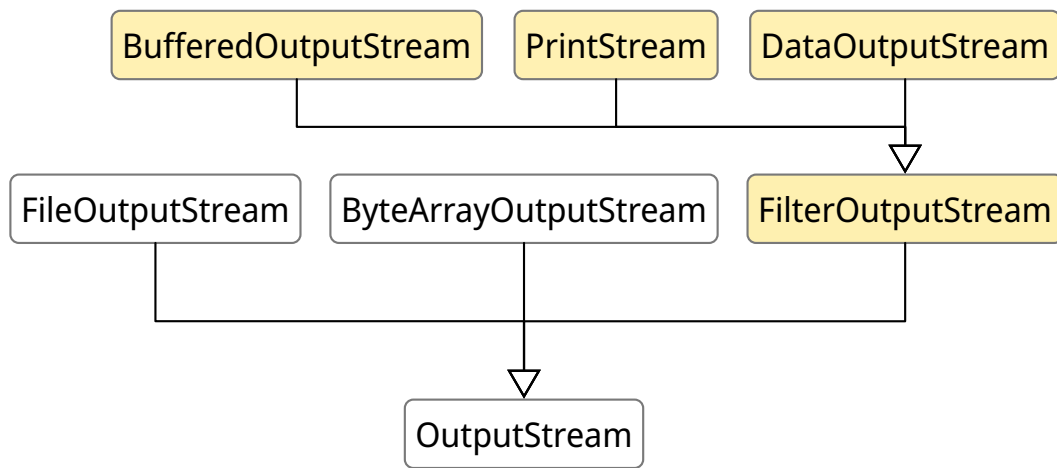 BufferedOutputStream
PrintStream
DataOutputStream
FileOutputStream
ByteArrayOutputStream
FilterOutputStream
OutputStream